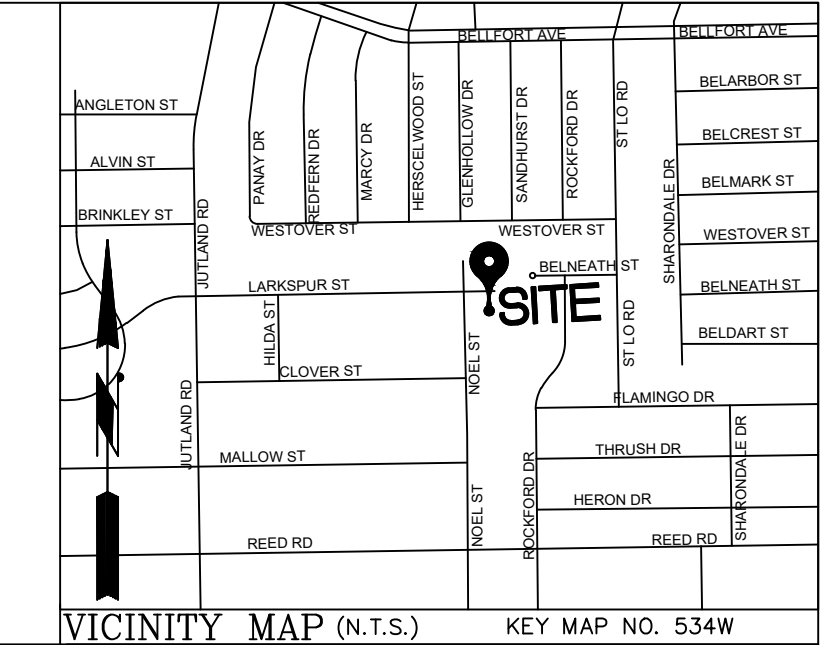 BELLFORT AVE
BELLFORT AVE
ANGLETON ST
ALVIN ST
BRINKLEY ST
JUTLAND RD
PANAY DR
REDFERN DR
MARCY DR
HERSCELWOOD ST
GLENHOLLOW DR
SANDHURST DR
ROCKFORD DR
ST LO RD
SHARONDALE DR
BELARBOR ST
BELCREST ST
BELMARK ST
WESTOVER ST
WESTOVER ST
WESTOVER ST
BELNEATH ST
BELNEATH ST
LARKSPUR ST
SITE
HILDA ST
NOEL ST
ST LO RD
BELDART ST
CLOVER ST
FLAMINGO DR
JUTLAND RD
MALLOW ST
THRUSH DR
SHARONDALE DR
HERON DR
NOEL ST
ROCKFORD DR
REED RD
REED RD
N
VICINITY MAP (N.T.S.)
KEY MAP NO. 534W